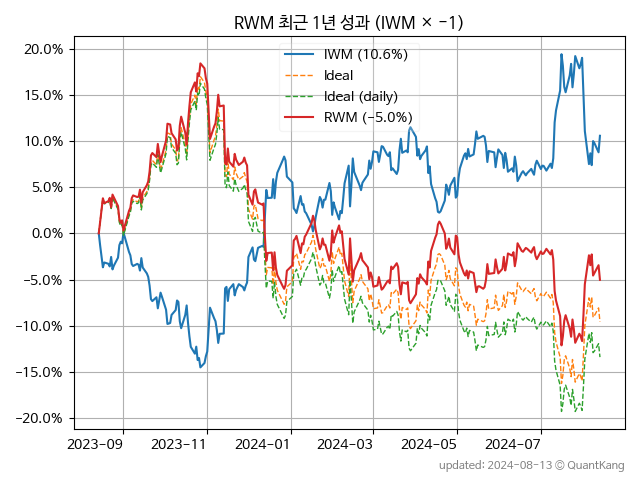 RWM 최근 1년 성과 (IWM × −1)
20.0%
15.0%
10.0%
5.0%
0.0%
−5.0%
−10.0%
−15.0%
−20.0%
IWM (10.6%)
Ideal
Ideal (daily)
RWM (−5.0%)
2023-09
2023-11
2024-01
2024-03
2024-05
2024-07
updated: 2024-08-13 ⓒ QuantKang